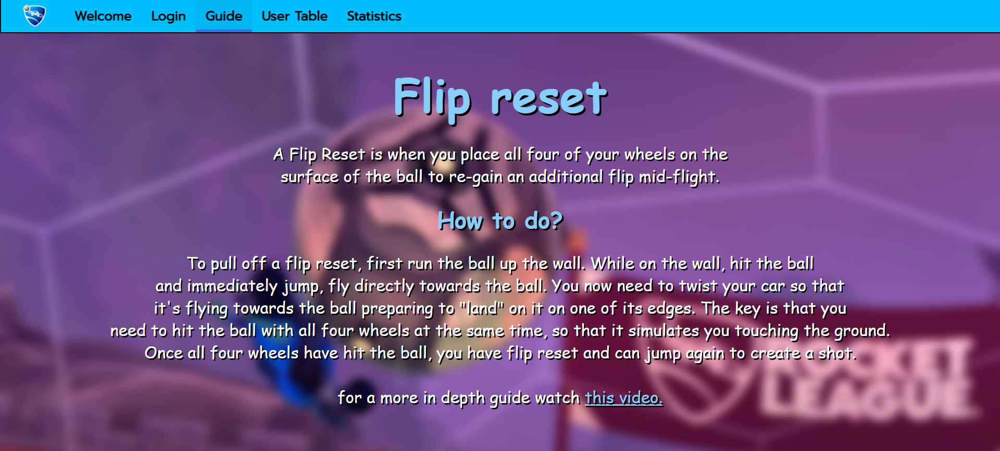 Welcome Login Guide User Table Statistics
Flip reset
A Flip Reset is when you place all four of your wheels on the
surface of the ball to re-gain an additional flip mid-flight.
How to do?
To pull off a flip reset, first run the ball up the wall. While on the wall, hit the ball
and immediately jump, fly directly towards the ball. You now need to twist your car so that
it's flying towards the ball preparing to "land" on it on one of its edges. The key is that you
need to hit the ball with all four wheels at the same time, so that it simulates you touching the ground.
Once all four wheels have hit the ball, you have flip reset and can jump again to create a shot.
for a more in depth guide watch this video.
ROCKET
LEAGUE